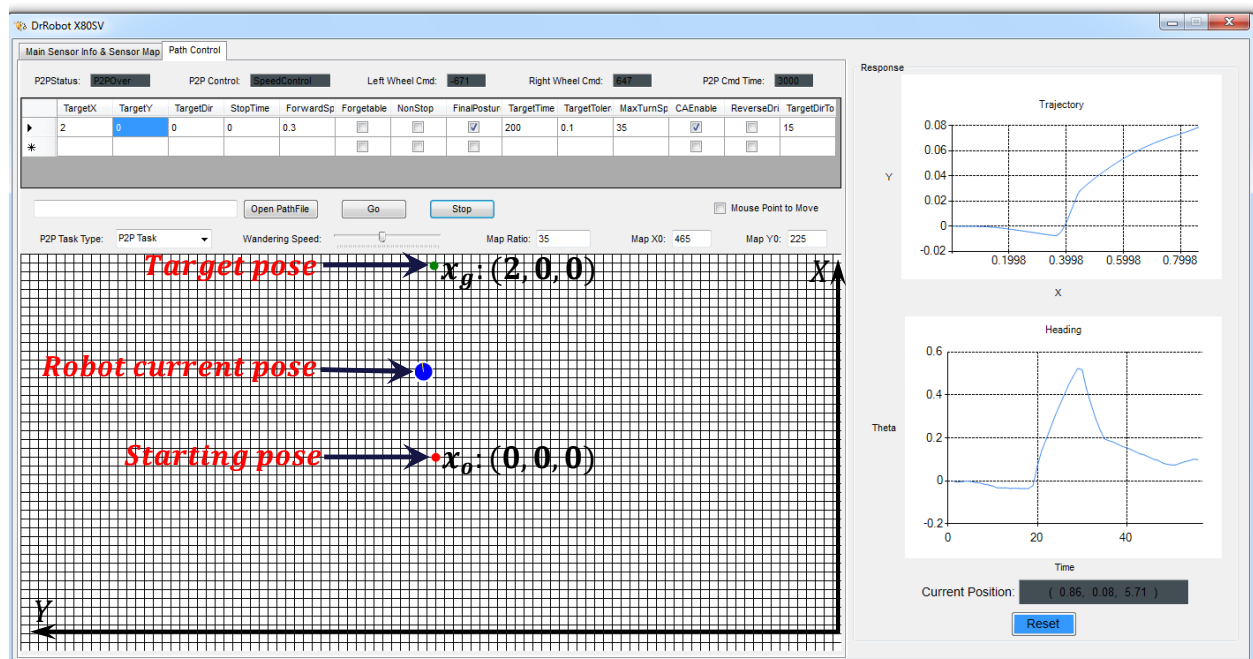 DrRobot X80SV
Main Sensor Info & Sensor Map Path Control
P2PStatus: P2POver P2P Control: SpeedControl Left Wheel Cmd: -671 Right Wheel Cmd: 647 P2P Cmd Time: 3000
TargetX TargetY TargetDir StopTime ForwardSp Forgetable NonStop FinalPostur TargetTime TargetToler MaxTurnSp CAEnable ReverseDri TargetDirTo
2 0 0 0 0.3 200 0.1 35 15
Open PathFile Go Stop Mouse Point to Move
P2P Task Type: P2P Task Wandering Speed: Map Ratio: 35 Map X0: 465 Map Y0: 225
Target pose x_g: (2, 0, 0) X
Robot current pose
Starting pose x_o: (0, 0, 0)
Y
Response
Trajectory
0.08
0.06
0.04
Y
0.02
0
-0.02
0.1998 0.3998 0.5998 0.7998
X
Heading
0.6
0.4
Theta
0.2
0
-0.2
0 20 40
Time
Current Position: ( 0.86, 0.08, 5.71 )
Reset